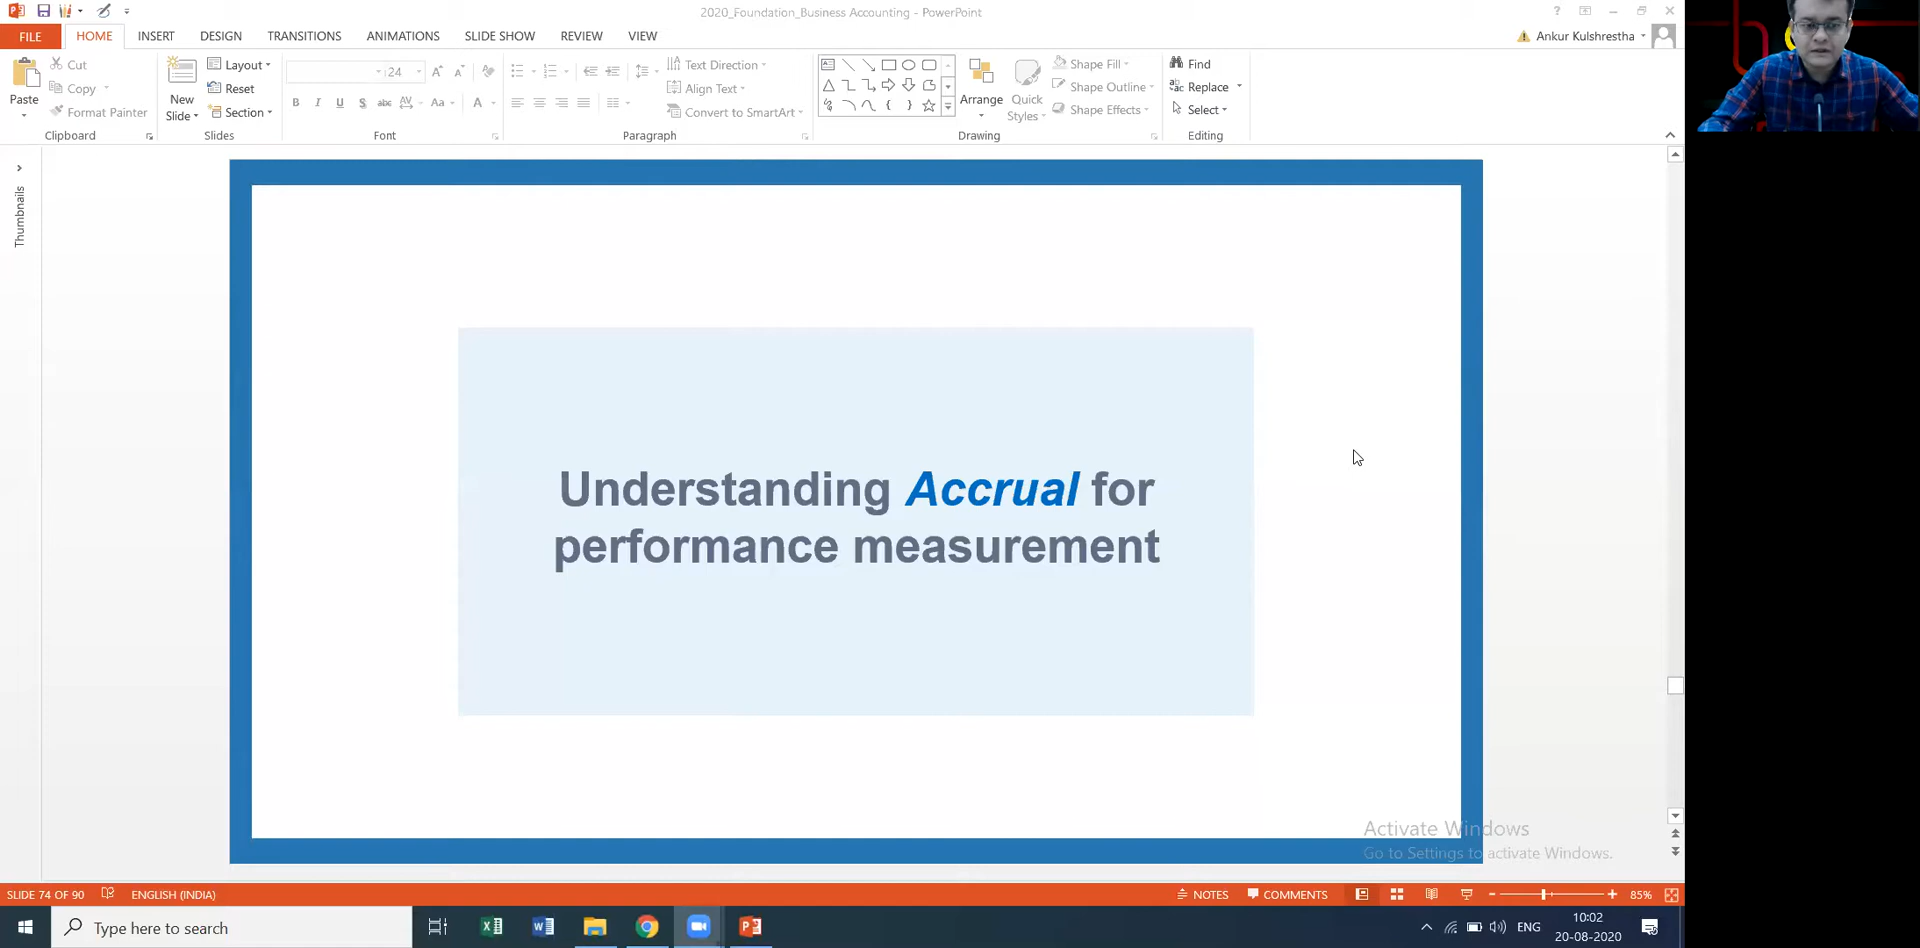 2020_Foundation_Business Accounting - PowerPoint
FILE HOME INSERT DESIGN TRANSITIONS ANIMATIONS SLIDE SHOW REVIEW VIEW
Ankur Kulshrestha
Paste
Cut
Copy
Format Painter
Clipboard
New
Slide
Layout
Reset
Section
Slides
24
Font
Text Direction
Align Text
Convert to SmartArt
Paragraph
Arrange
Quick
Styles
Shape Fill
Shape Outline
Shape Effects
Drawing
Find
Replace
Select
Editing
Thumbnails
Understanding Accrual for
performance measurement
Activate Windows
Go to Settings to activate Windows.
SLIDE 74 OF 90 ENGLISH (INDIA)
NOTES COMMENTS 85%
Type here to search
ENG
10:02
20-08-2020